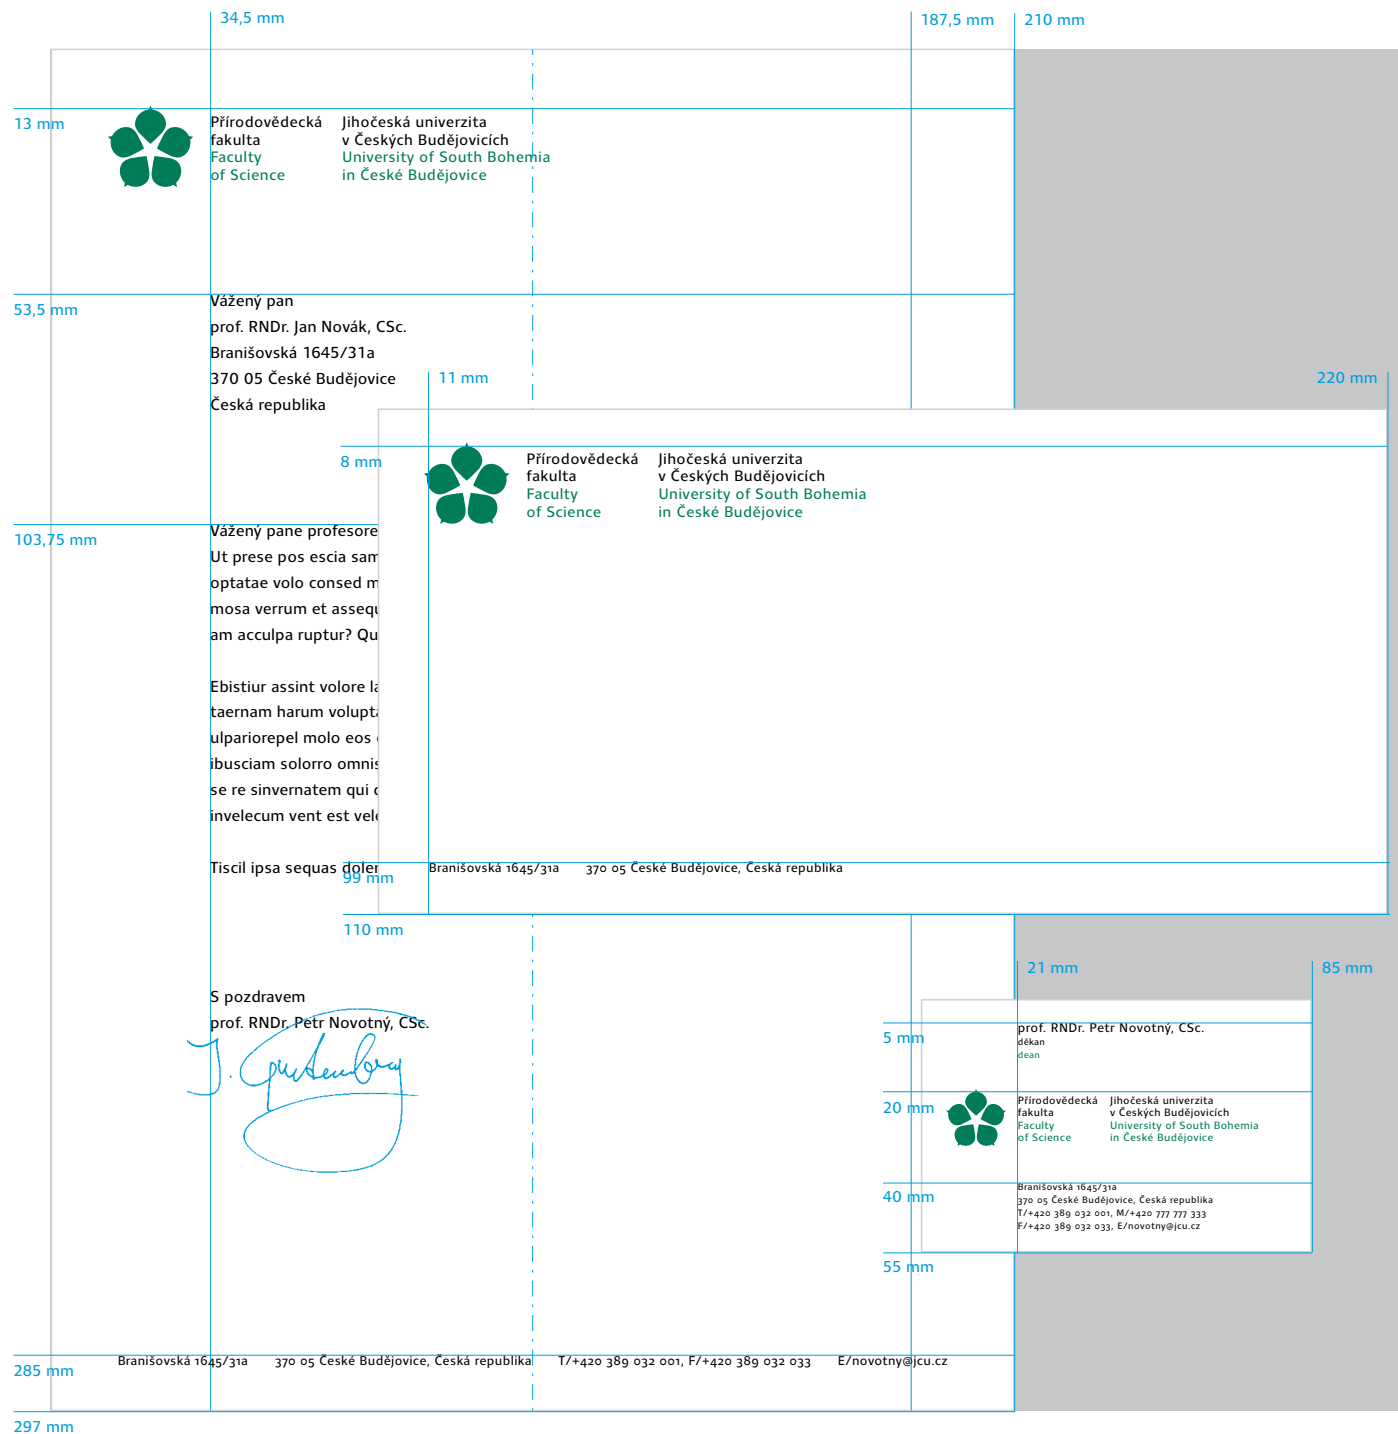 34,5 mm
187,5 mm
210 mm
13 mm
Přírodovědecká
fakulta
Faculty
of Science
Jihočeská univerzita
v Českých Budějovicích
University of South Bohemia
in České Budějovice
53,5 mm
Vážený pan
prof. RNDr. Jan Novák, CSc.
Branišovská 1645/31a
370 05 České Budějovice
Česká republika
11 mm
220 mm
8 mm
Přírodovědecká
fakulta
Faculty
of Science
Jihočeská univerzita
v Českých Budějovicích
University of South Bohemia
in České Budějovice
103,75 mm
Vážený pane profesore
Ut prese pos escia sam
optatae volo consed m
mosa verrum et assequ
am acculpa ruptur? Qu
Ebistiur assint volore la
taernam harum volupta
ulpariorepel molo eos
ibusciam solorro omnis
se re sinvernatem qui
invelecum vent est vele
Tiscil ipsa sequas doler
99 mm
Branišovská 1645/31a
370 05 České Budějovice, Česká republika
110 mm
S pozdravem
prof. RNDr. Petr Novotný, CSc.
21 mm
85 mm
5 mm
prof. RNDr. Petr Novotný, CSc.
děkan
dean
20 mm
Přírodovědecká
fakulta
Faculty
of Science
Jihočeská univerzita
v Českých Budějovicích
University of South Bohemia
in České Budějovice
40 mm
Branišovská 1645/31a
370 05 České Budějovice, Česká republika
T/+420 389 032 001, M/+420 777 777 333
F/+420 389 032 033, E/novotny@jcu.cz
55 mm
285 mm
Branišovská 1645/31a 370 05 České Budějovice, Česká republika T/+420 389 032 001, F/+420 389 032 033 E/novotny@jcu.cz
297 mm